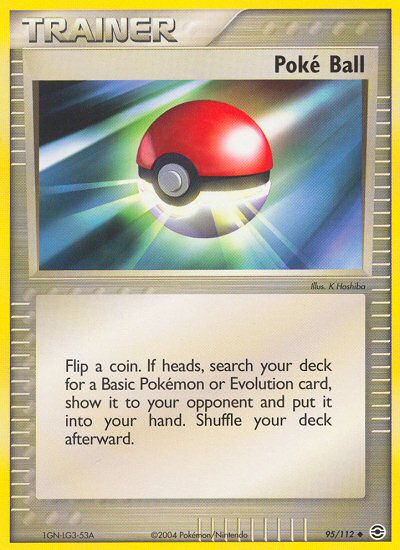 TRAINER
Poké Ball
Illus. K. Hoshiba
Flip a coin. If heads, search your deck
for a Basic Pokémon or Evolution card,
show it to your opponent and put it
into your hand. Shuffle your deck
afterward.
1GN-LG3-53A ©2004 Pokémon/Nintendo 95/112